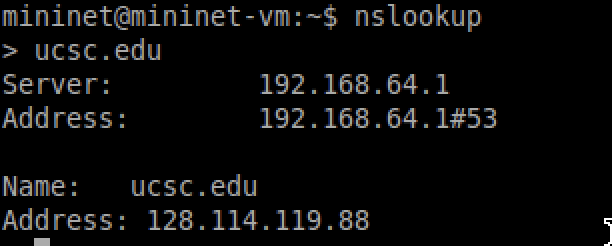 mininet@mininet-vm:~$ nslookup
> ucsc.edu
Server:         192.168.64.1
Address:        192.168.64.1#53

Name:   ucsc.edu
Address: 128.114.119.88